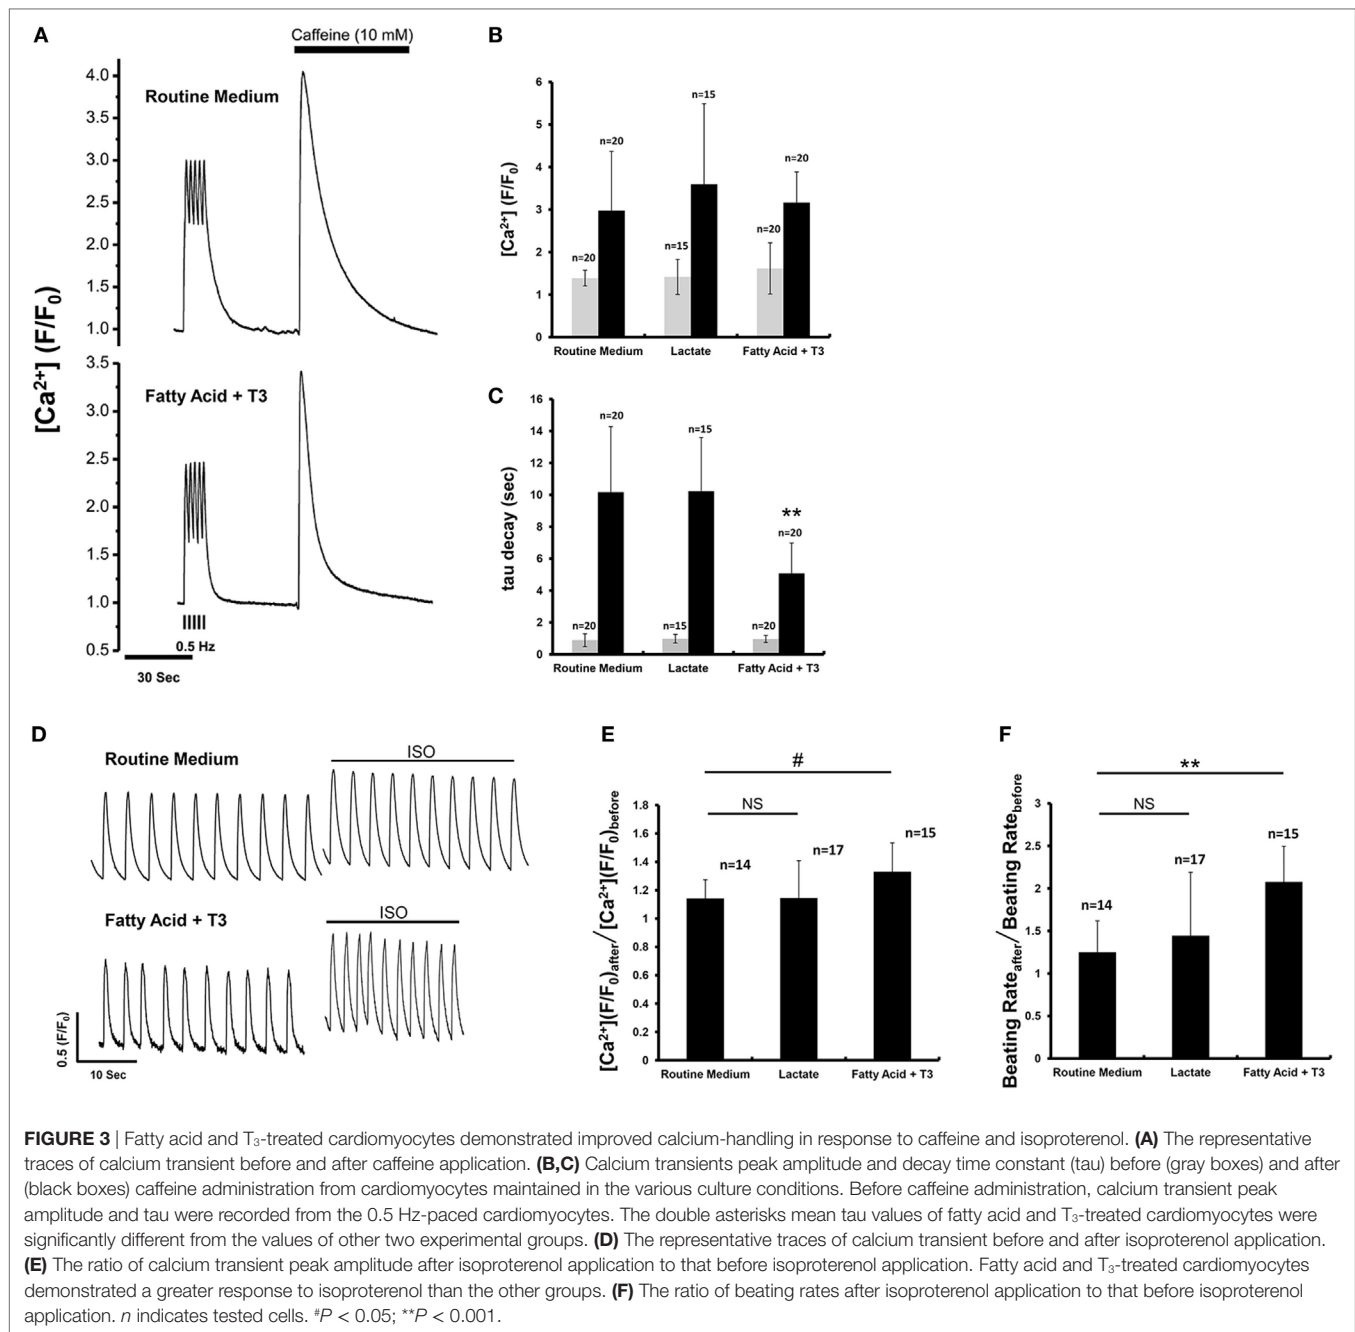 A
Caffeine (10 mM)
Routine Medium
4.0
3.5
3.0
2.5
2.0
1.5
1.0
[Ca²⁺] (F/F₀)
Fatty Acid + T3
3.5
3.0
2.5
2.0
1.5
1.0
0.5
0.5 Hz
30 Sec
B
[Ca²⁺] (F/F₀)
6
5
4
3
2
1
0
n=20
n=20
n=15
n=15
n=20
n=20
Routine Medium
Lactate
Fatty Acid + T3
C
tau decay (sec)
16
14
12
10
8
6
4
2
0
n=20
n=20
n=15
n=15
n=20
**
n=20
Routine Medium
Lactate
Fatty Acid + T3
D
Routine Medium
ISO
Fatty Acid + T3
ISO
0.5 (F/F₀)
10 Sec
E
[Ca²⁺](F/F₀)after/[Ca²⁺](F/F₀)before
1.8
1.6
1.4
1.2
1
0.8
0.6
0.4
0.2
0
#
NS
n=14
n=17
n=15
Routine Medium
Lactate
Fatty Acid + T3
F
Beating Rateafter/Beating Ratebefore
3
2.5
2
1.5
1
0.5
0
**
NS
n=14
n=17
n=15
Routine Medium
Lactate
Fatty Acid + T3
FIGURE 3 | Fatty acid and T₃-treated cardiomyocytes demonstrated improved calcium-handling in response to caffeine and isoproterenol. (A) The representative
traces of calcium transient before and after caffeine application. (B,C) Calcium transients peak amplitude and decay time constant (tau) before (gray boxes) and after
(black boxes) caffeine administration from cardiomyocytes maintained in the various culture conditions. Before caffeine administration, calcium transient peak
amplitude and tau were recorded from the 0.5 Hz-paced cardiomyocytes. The double asterisks mean tau values of fatty acid and T₃-treated cardiomyocytes were
significantly different from the values of other two experimental groups. (D) The representative traces of calcium transient before and after isoproterenol application.
(E) The ratio of calcium transient peak amplitude after isoproterenol application to that before isoproterenol application. Fatty acid and T₃-treated cardiomyocytes
demonstrated a greater response to isoproterenol than the other groups. (F) The ratio of beating rates after isoproterenol application to that before isoproterenol
application. n indicates tested cells. #P < 0.05; **P < 0.001.